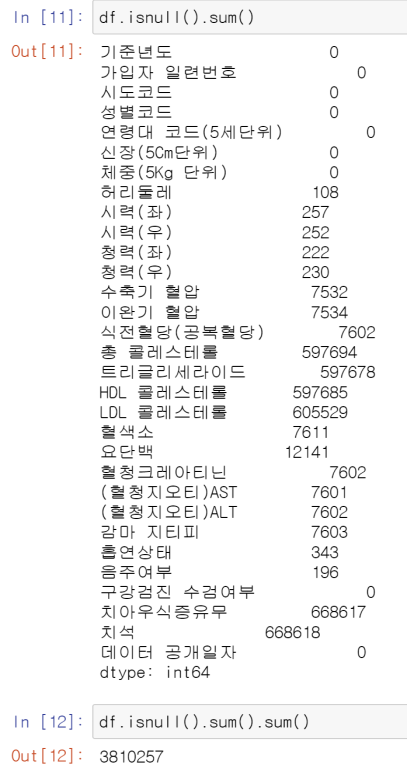 In [11]: df.isnull().sum()
Out[11]: 기준년도 0
가입자 일련번호 0
시도코드 0
성별코드 0
연령대 코드(5세단위) 0
신장(5Cm단위) 0
체중(5Kg 단위) 0
허리둘레 108
시력(좌) 257
시력(우) 252
청력(좌) 222
청력(우) 230
수축기 혈압 7532
이완기 혈압 7534
식전혈당(공복혈당) 7602
총 콜레스테롤 597694
트리글리세라이드 597678
HDL 콜레스테롤 597685
LDL 콜레스테롤 605529
혈색소 7611
요단백 12141
혈청크레아티닌 7602
(혈청지오티)AST 7601
(혈청지오티)ALT 7602
감마 지티피 7603
흡연상태 343
음주여부 196
구강검진 수검여부 0
치아우식증유무 668617
치석 668618
데이터 공개일자 0
dtype: int64
In [12]: df.isnull().sum().sum()
Out[12]: 3810257